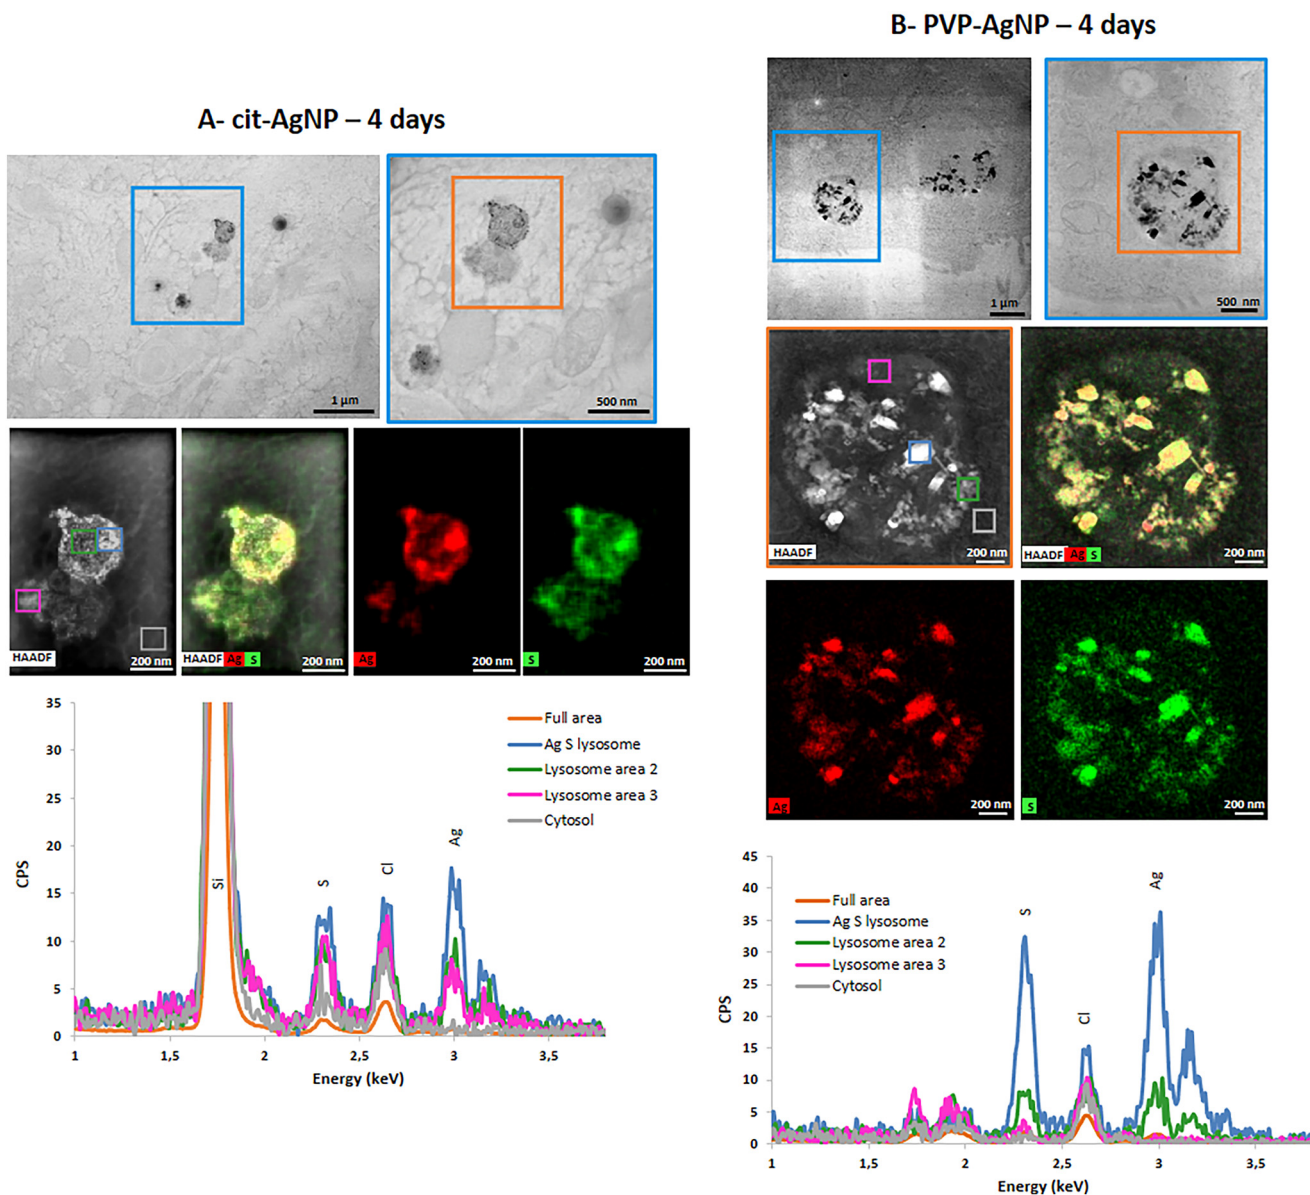 B- PVP-AgNP – 4 days
A- cit-AgNP – 4 days
1 µm
500 nm
1 µm
500 nm
HAADF
200 nm
HAADF Ag S
200 nm
Ag
200 nm
S
200 nm
HAADF
200 nm
HAADF Ag S
200 nm
Ag
200 nm
S
200 nm
35
30
25
20
15
10
5
0
CPS
1
1,5
2
2,5
3
3,5
Energy (keV)
Si
S
Cl
Ag
Full area
Ag S lysosome
Lysosome area 2
Lysosome area 3
Cytosol
45
40
35
30
25
20
15
10
5
0
CPS
1
1,5
2
2,5
3
3,5
Energy (keV)
S
Cl
Ag
Full area
Ag S lysosome
Lysosome area 2
Lysosome area 3
Cytosol